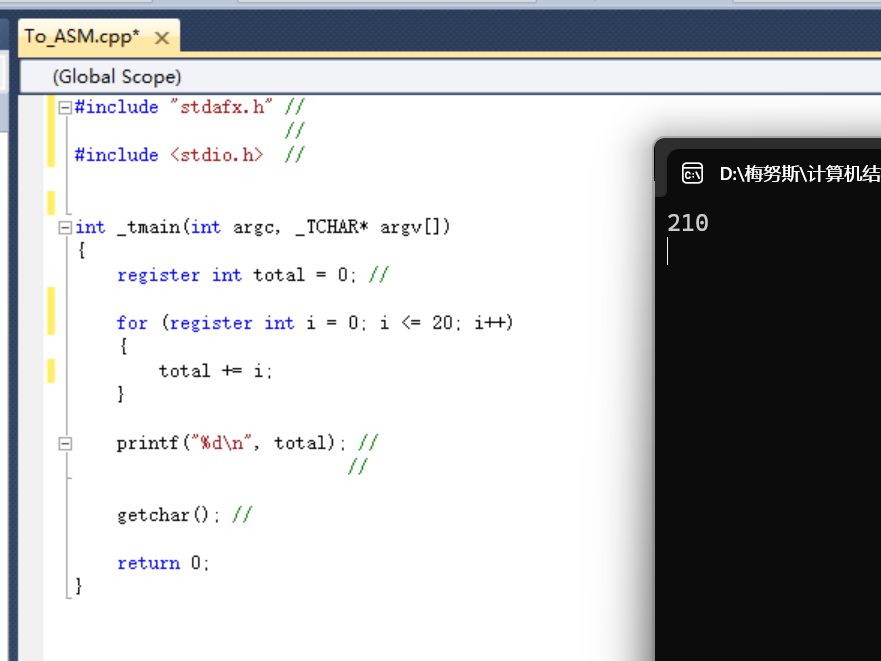 To_ASM.cpp*
(Global Scope)
#include "stdafx.h" //
//
#include <stdio.h> //
int _tmain(int argc, _TCHAR* argv[])
{
register int total = 0; //
for (register int i = 0; i <= 20; i++)
{
total += i;
}
printf("%d\n", total); //
//
getchar(); //
return 0;
}
D:\梅努斯\计算机结
210